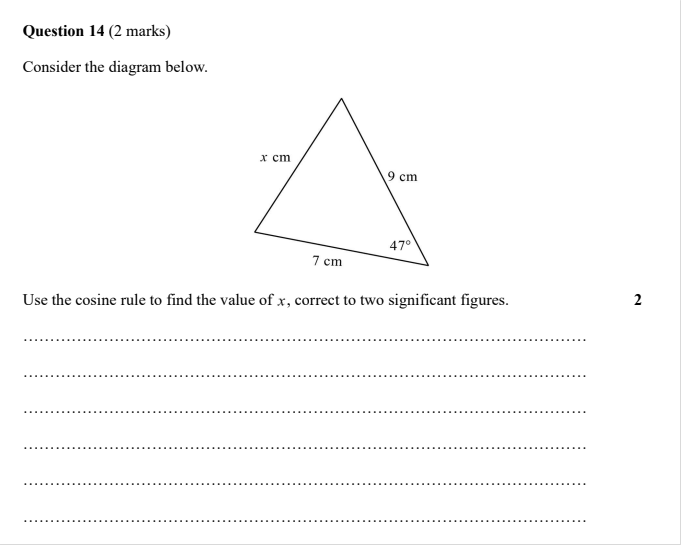 Question 14 (2 marks)
Consider the diagram below.
x cm
9 cm
47°
7 cm
Use the cosine rule to find the value of x, correct to two significant figures. 2